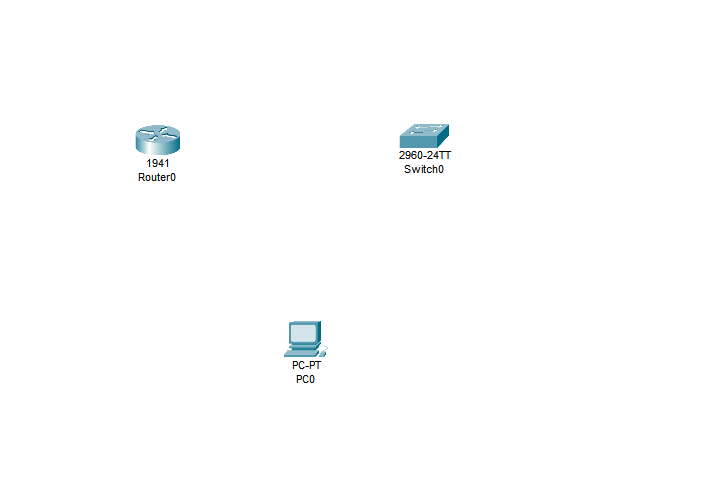 1941
Router0
2960-24TT
Switch0
PC-PT
PC0